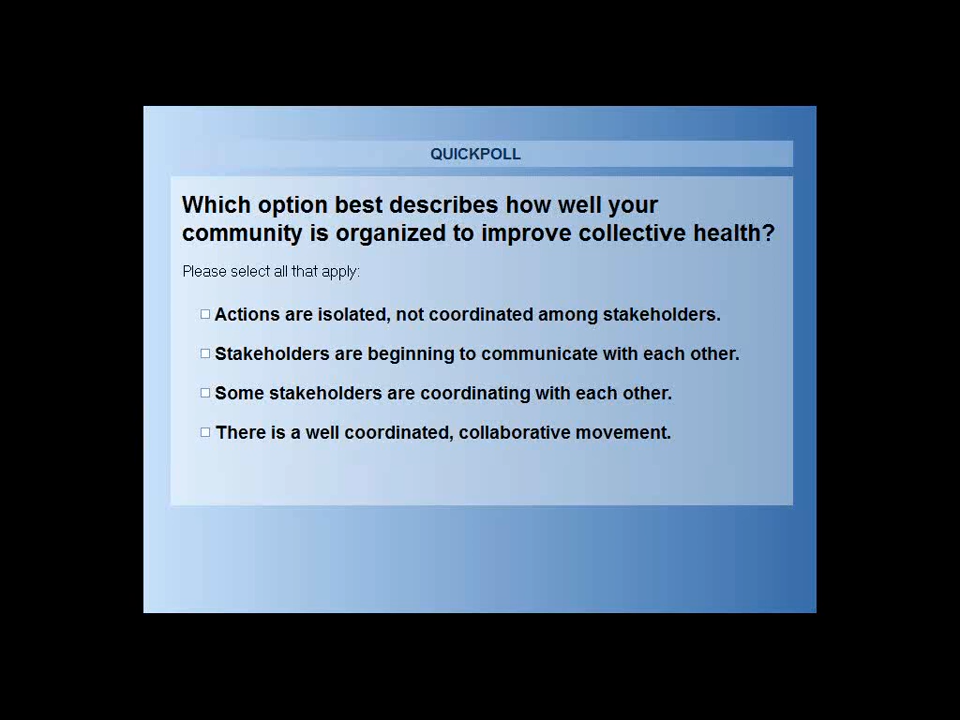 QUICKPOLL
Which option best describes how well your
community is organized to improve collective health?
Please select all that apply:
Actions are isolated, not coordinated among stakeholders.
Stakeholders are beginning to communicate with each other.
Some stakeholders are coordinating with each other.
There is a well coordinated, collaborative movement.